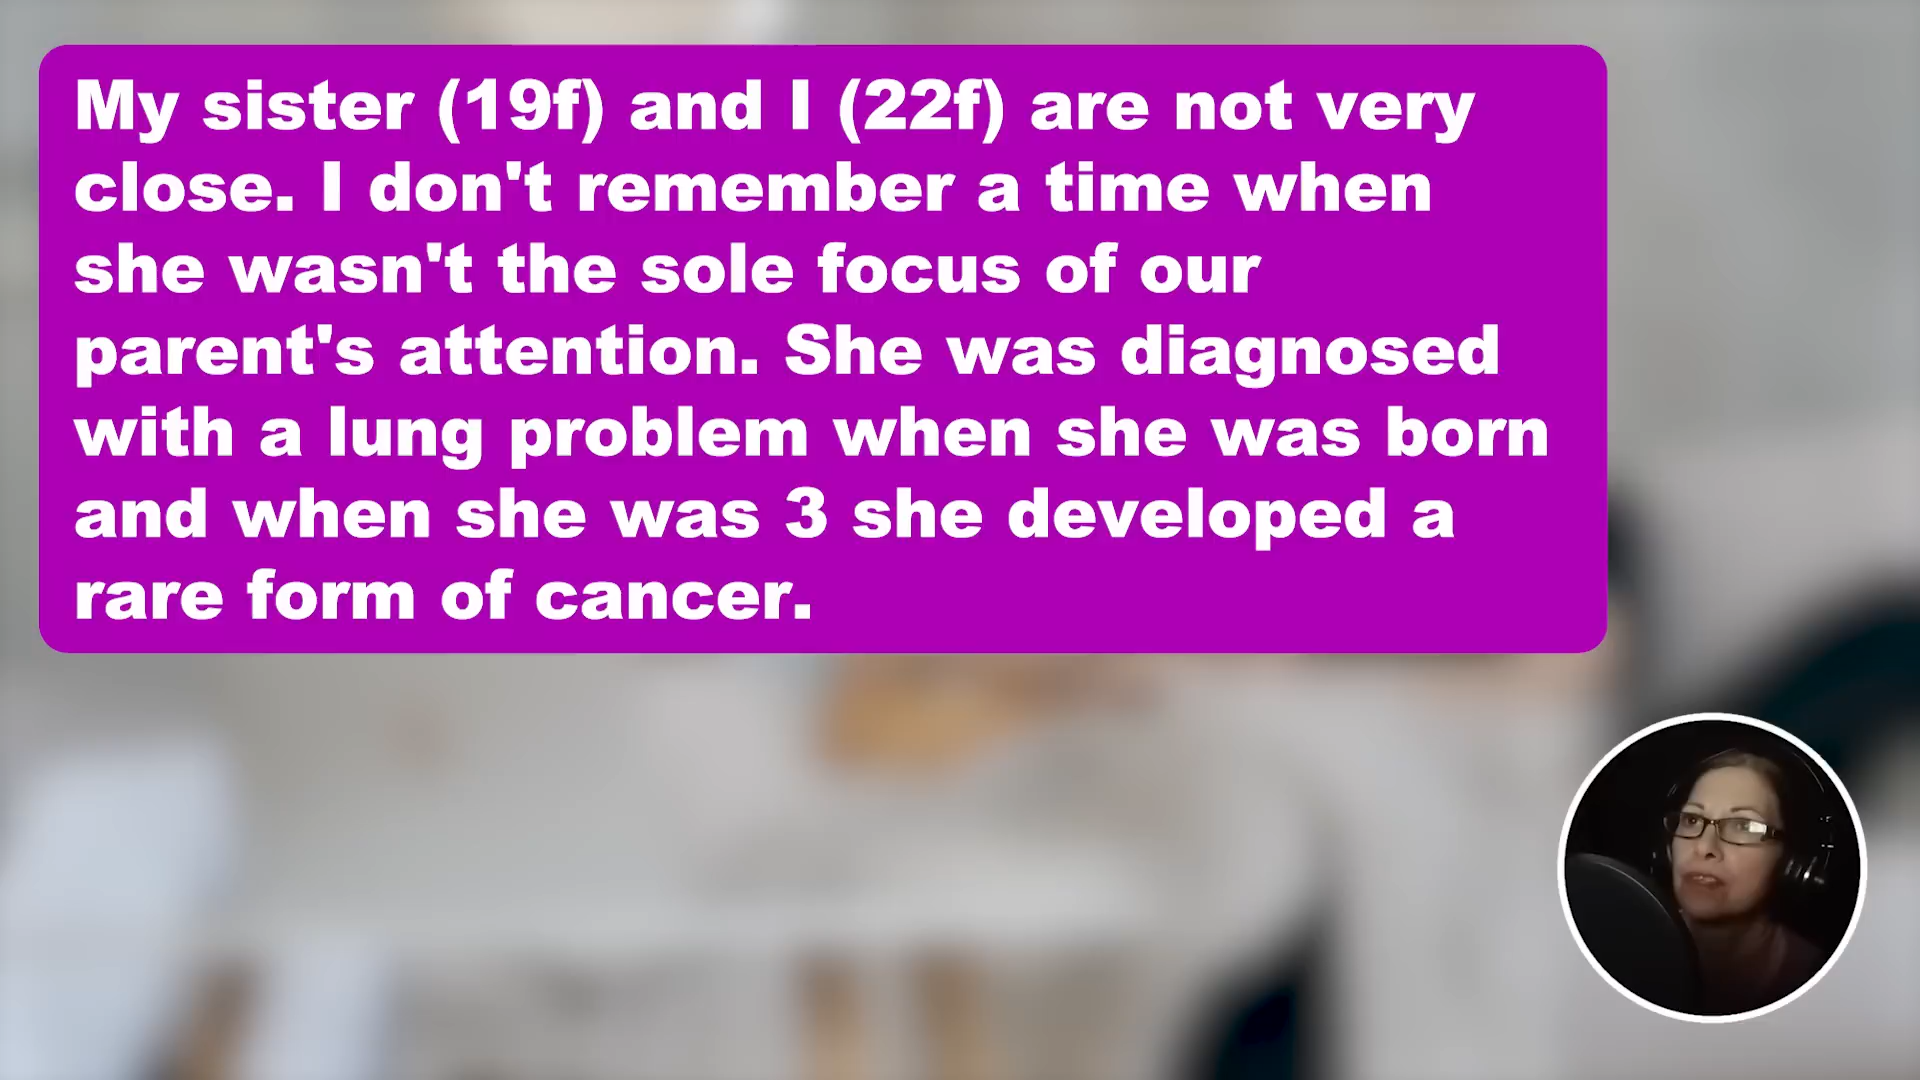 My sister (19f) and I (22f) are not very
close. I don't remember a time when
she wasn't the sole focus of our
parent's attention. She was diagnosed
with a lung problem when she was born
and when she was 3 she developed a
rare form of cancer.